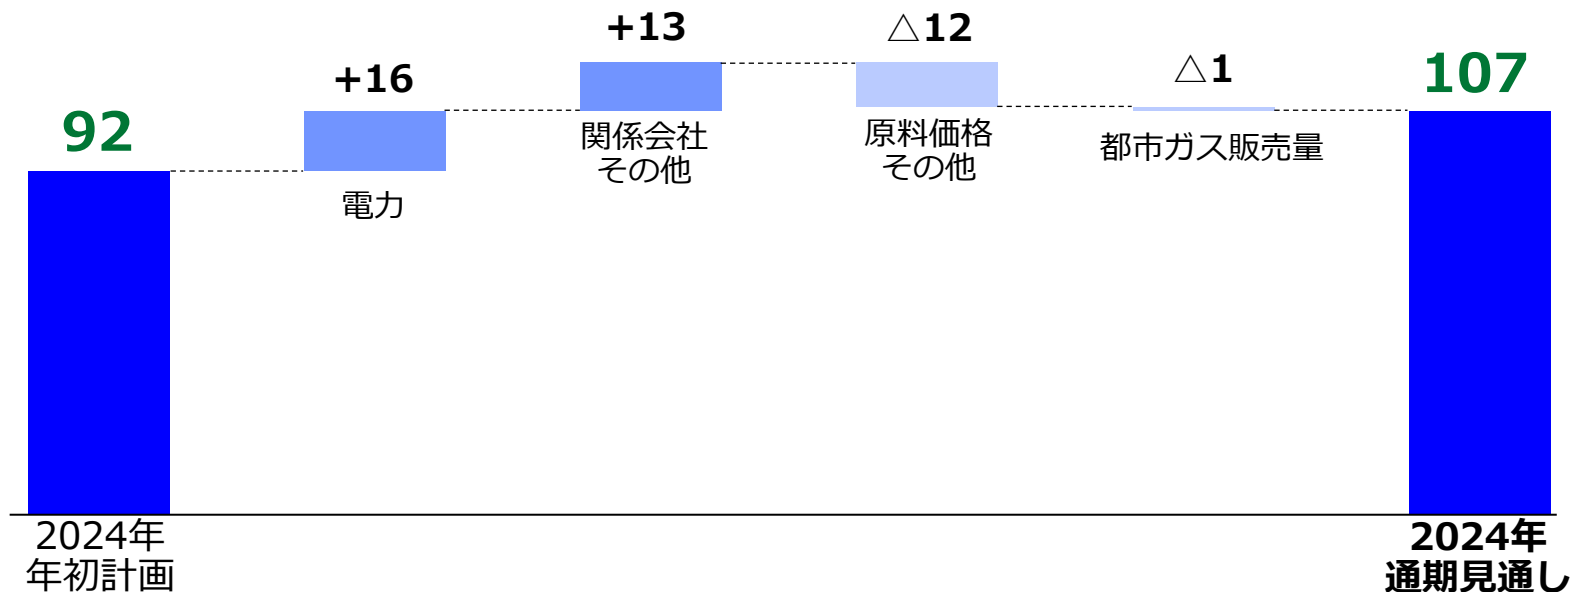 92
+16
+13
△12
△1
107
電力
関係会社
その他
原料価格
その他
都市ガス販売量
2024年
年初計画
2024年
通期見通し